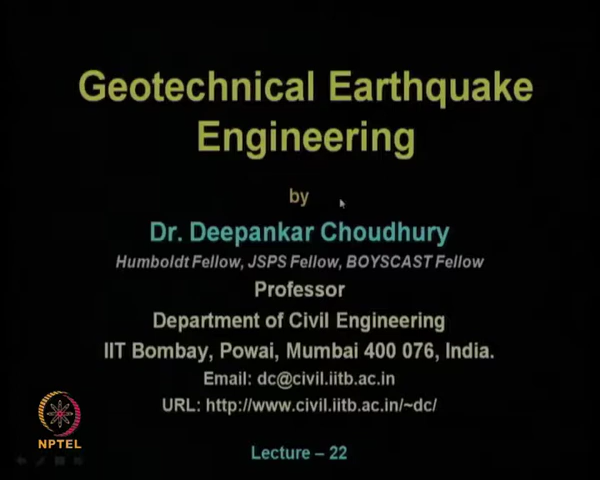 Geotechnical Earthquake
Engineering
by
Dr. Deepankar Choudhury
Humboldt Fellow, JSPS Fellow, BOYSCAST Fellow
Professor
Department of Civil Engineering
IIT Bombay, Powai, Mumbai 400 076, India.
Email: dc@civil.iitb.ac.in
URL: http://www.civil.iitb.ac.in/~dc/
NPTEL
Lecture – 22